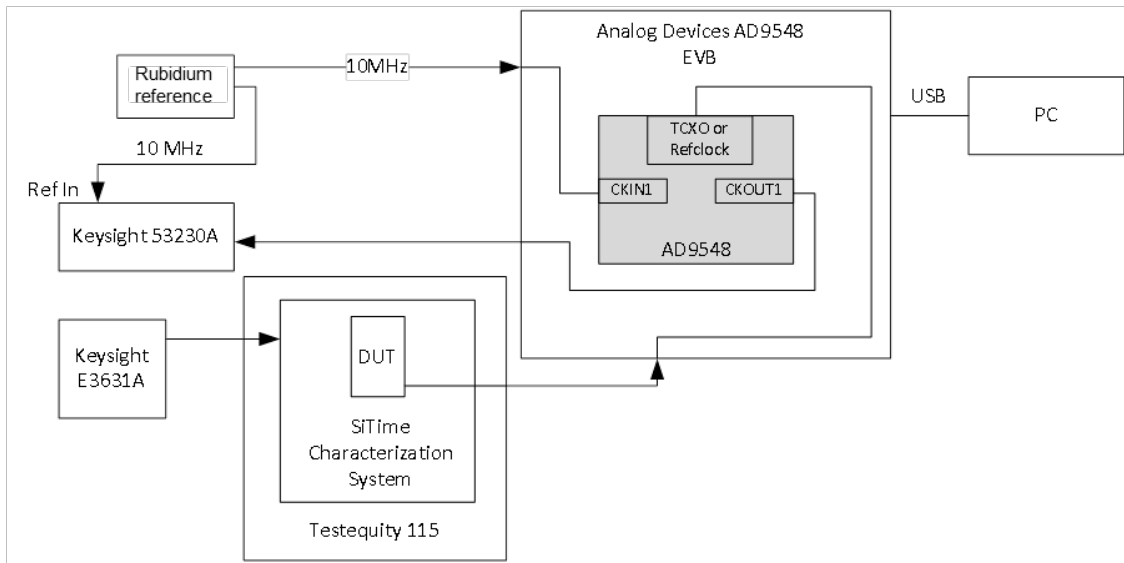 Analog Devices AD9548
EVB
Rubidium
reference
10MHz
USB
PC
TCXO or
Refclock
10 MHz
Ref In
CKIN1
CKOUT1
Keysight 53230A
AD9548
Keysight
E3631A
DUT
SiTime
Characterization
System
Testequity 115